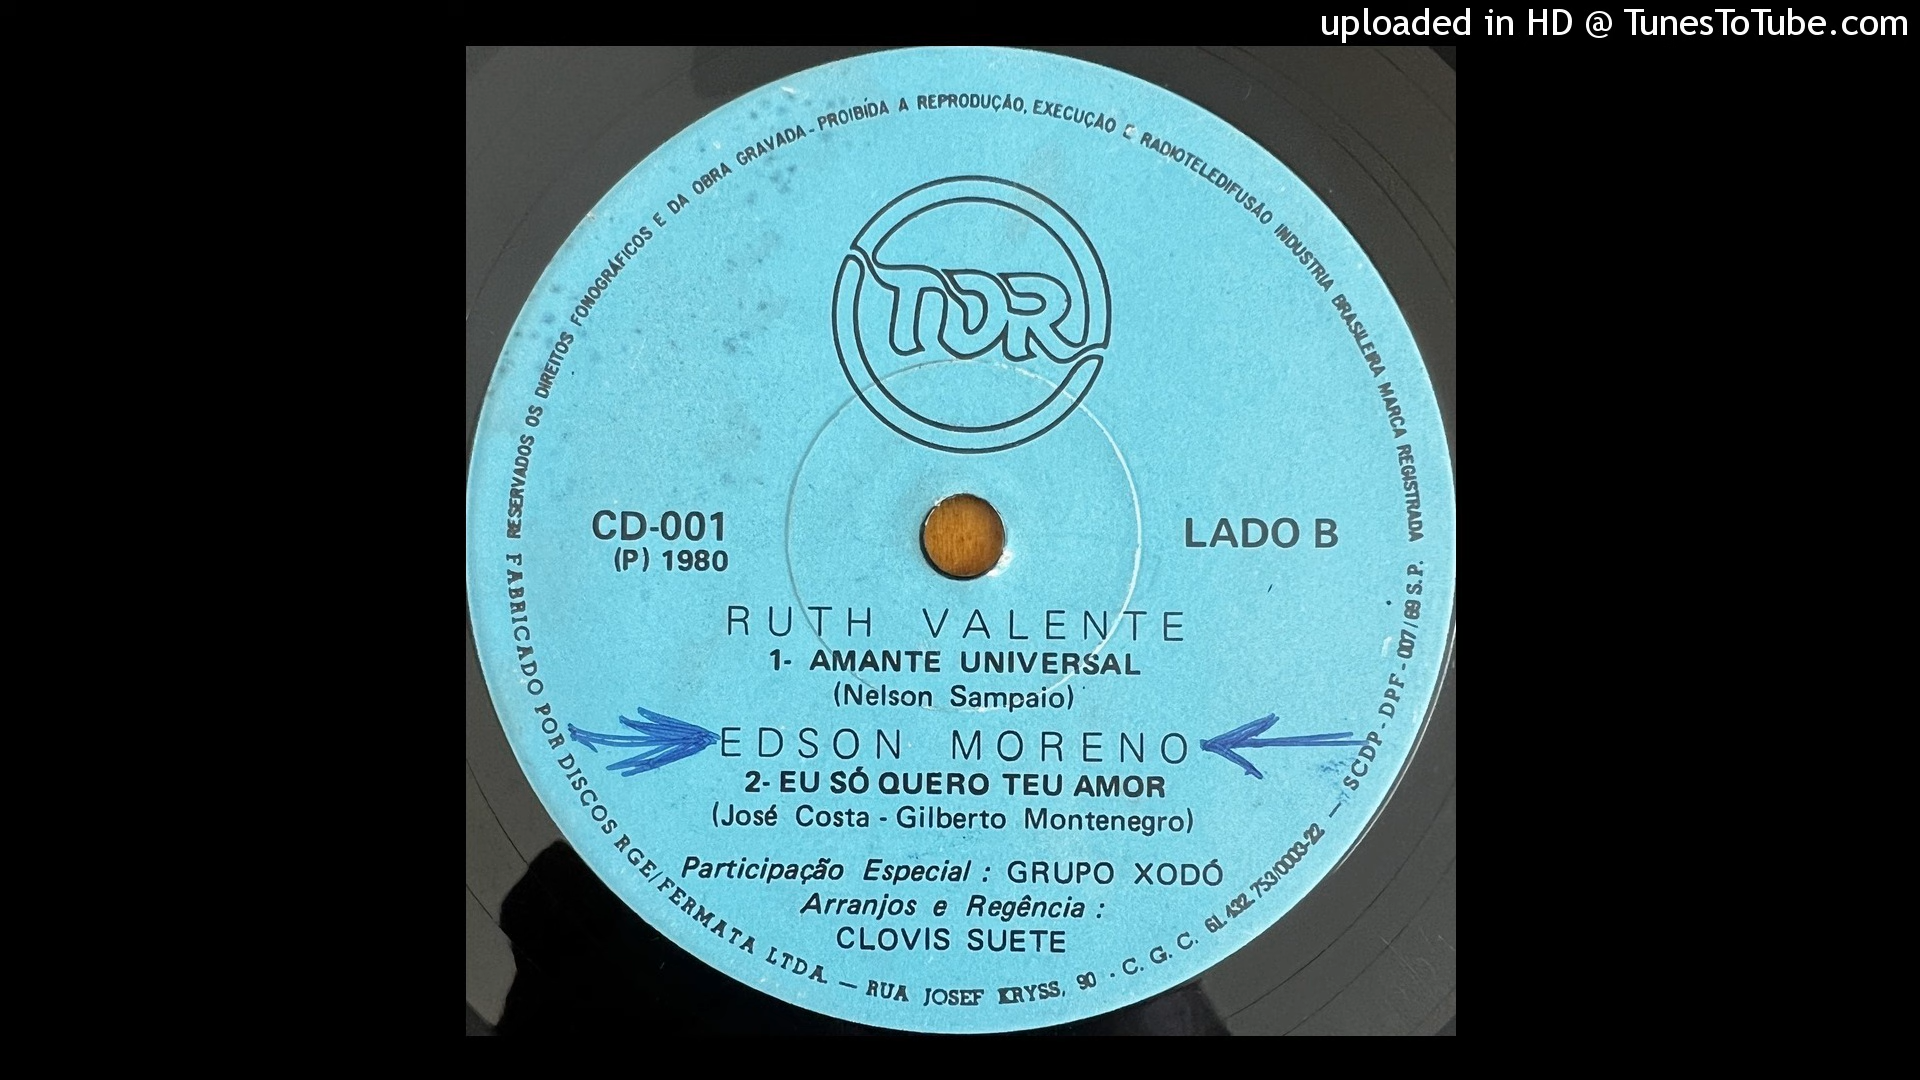 uploaded in HD @ TunesToTube.com
RESERVADOS OS DIREITOS FONOGRÁFICOS E DA OBRA GRAVADA - PROIBÍDA A REPRODUÇÃO, EXECUÇÃO E RADIOTELEDIFUSÃO INDUSTRIA BRASILEIRA MARCA REGISTRADA
TDR
CD-001
(P) 1980
LADO B
RUTH VALENTE
1- AMANTE UNIVERSAL
(Nelson Sampaio)
EDSON MORENO
2- EU SÓ QUERO TEU AMOR
(José Costa - Gilberto Montenegro)
Participação Especial : GRUPO XODÓ
Arranjos e Regência :
CLOVIS SUETE
FABRICADO POR DISCOS RGE/FERMATA LTDA. — RUA JOSEF KRYSS, 90 - C. G. C. 61.432.753/0003-22 — SCDP - DPF - 007/69 S.P.